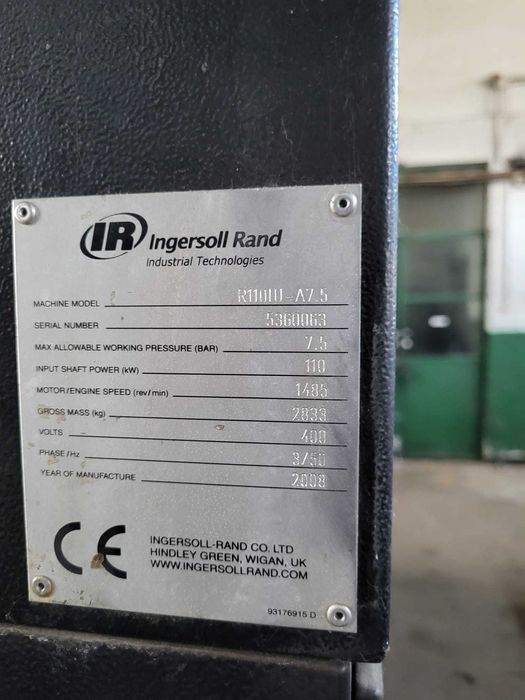 IR Ingersoll Rand
Industrial Technologies
MACHINE MODEL R110IU-A7.5
SERIAL NUMBER 5360063
MAX ALLOWABLE WORKING PRESSURE (BAR) 7.5
INPUT SHAFT POWER (kW) 110
MOTOR/ENGINE SPEED (rev/min) 1485
GROSS MASS (kg) 2833
VOLTS 400
PHASE/Hz 3/50
YEAR OF MANUFACTURE 2008
CE
INGERSOLL-RAND CO. LTD
HINDLEY GREEN, WIGAN, UK
WWW.INGERSOLLRAND.COM
93176915 D